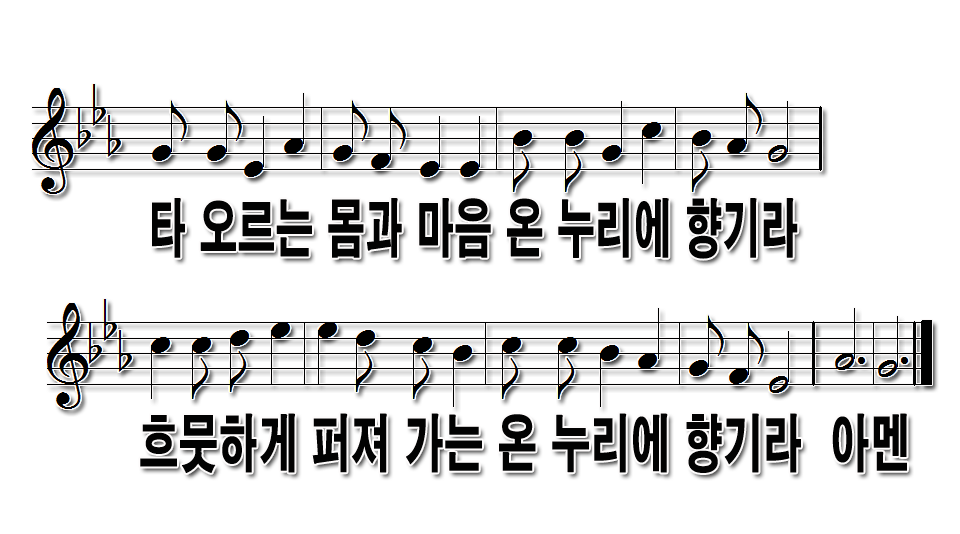 타 오르는 몸과 마음 온 누리에 향기라
흐뭇하게 퍼져 가는 온 누리에 향기라 아멘